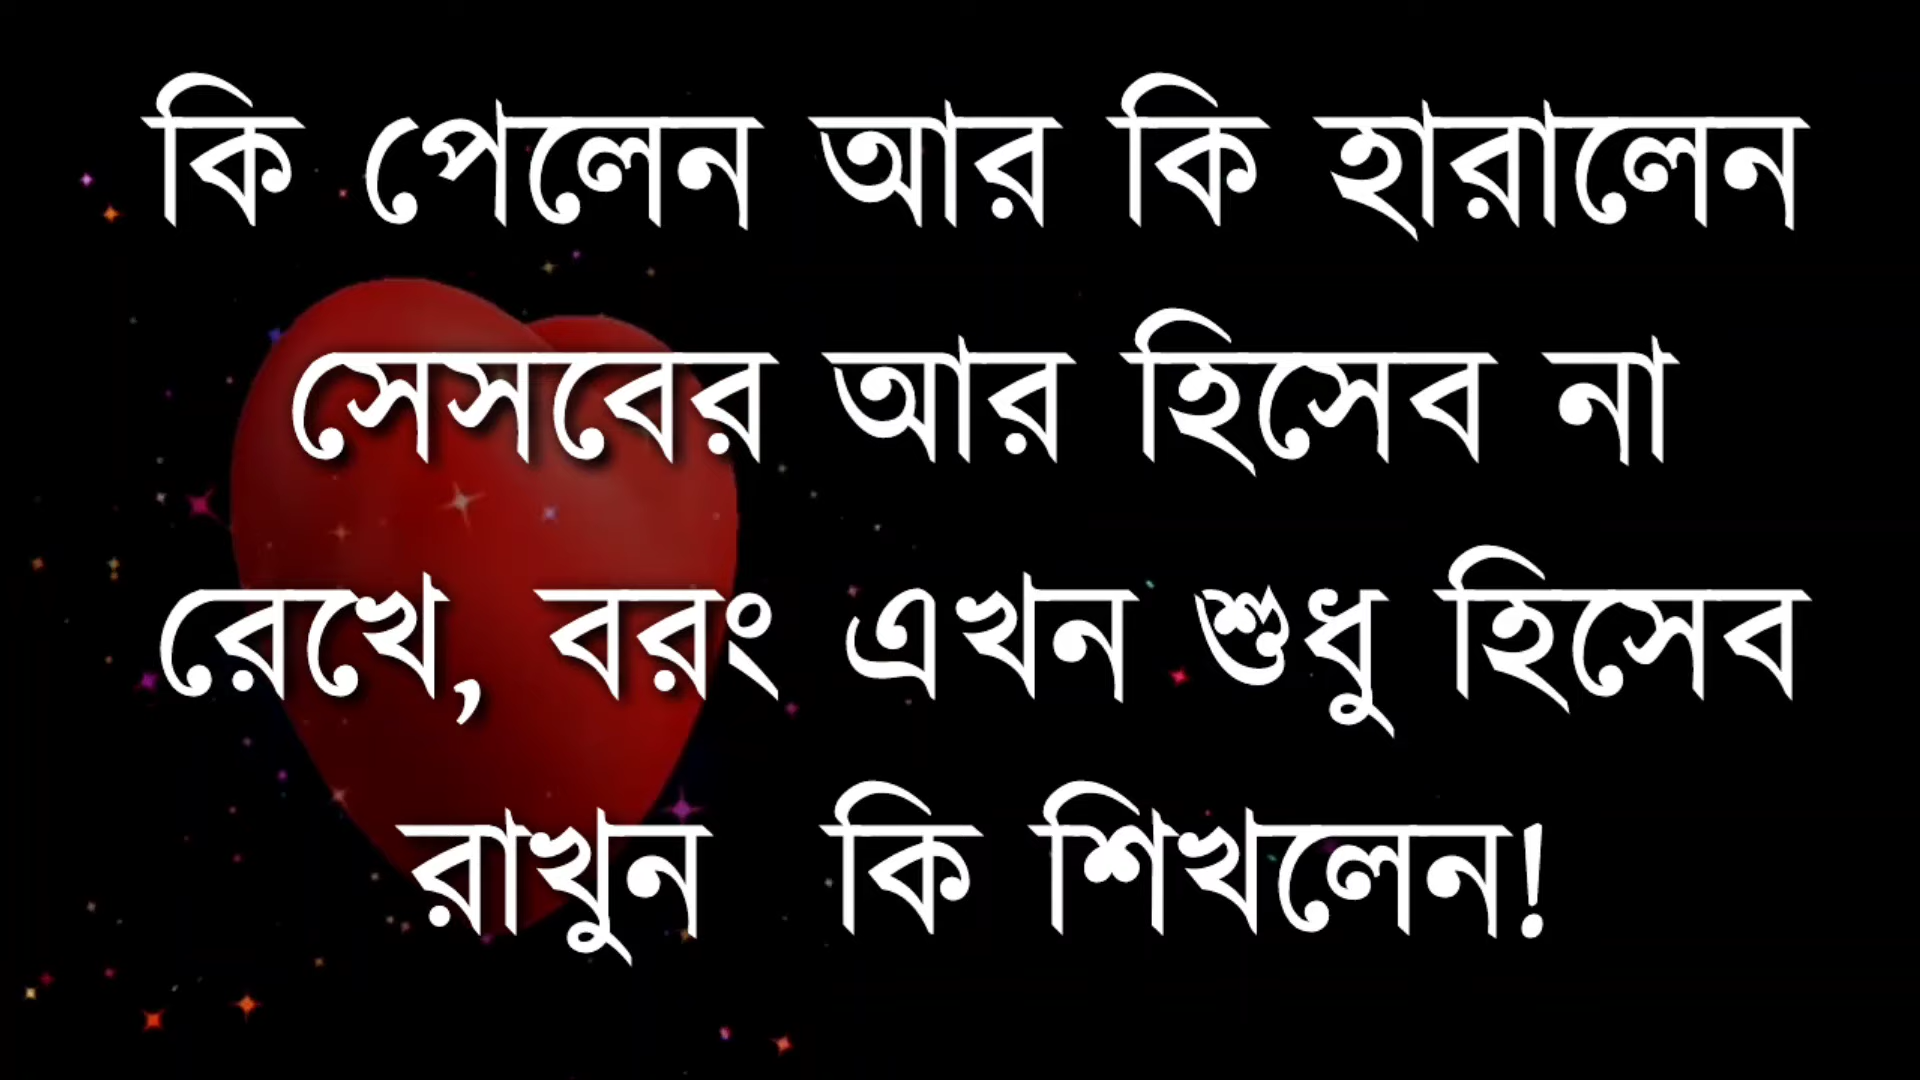 কি পেলেন আর কি হারালেন
সেসবের আর হিসেব না
রেখে, বরং এখন শুধু হিসেব
রাখুন কি শিখলেন!